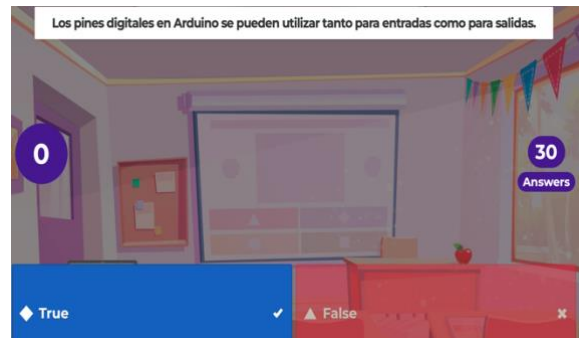 Los pines digitales en Arduino se pueden utilizar tanto para entradas como para salidas.
0
30
Answers
True
False